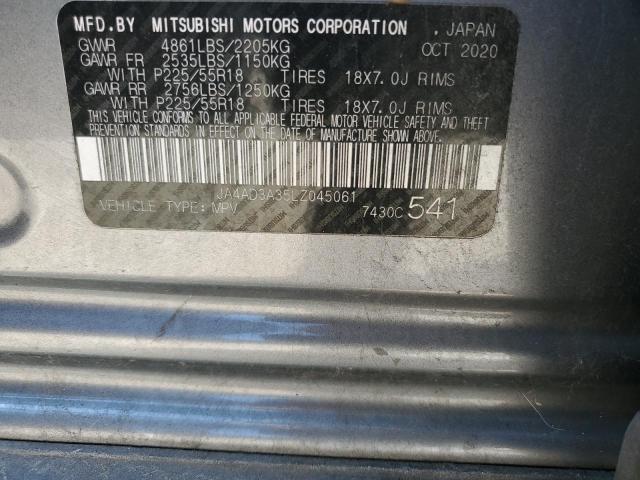 MFD.BY MITSUBISHI MOTORS CORPORATION . JAPAN
GVWR 4861LBS/2205KG OCT 2020
GAWR FR 2535LBS/1150KG
WITH P225/55R18 TIRES 18X7.0J RIMS
GAWR RR 2756LBS/1250KG
WITH P225/55R18 TIRES 18X7.0J RIMS
THIS VEHICLE CONFORMS TO ALL APPLICABLE FEDERAL MOTOR VEHICLE SAFETY AND THEFT
PREVENTION STANDARDS IN EFFECT ON THE DATE OF MANUFACTURE SHOWN ABOVE.
JA4AD3A35LZ045061
VEHICLE TYPE: MPV 7430C 541